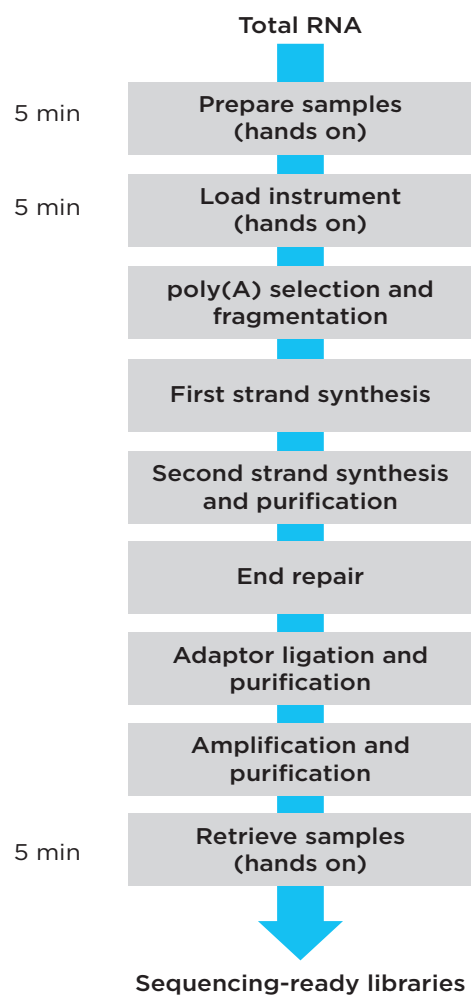 Total RNA
5 min
Prepare samples
(hands on)
5 min
Load instrument
(hands on)
poly(A) selection and
fragmentation
First strand synthesis
Second strand synthesis
and purification
End repair
Adaptor ligation and
purification
Amplification and
purification
5 min
Retrieve samples
(hands on)
Sequencing-ready libraries